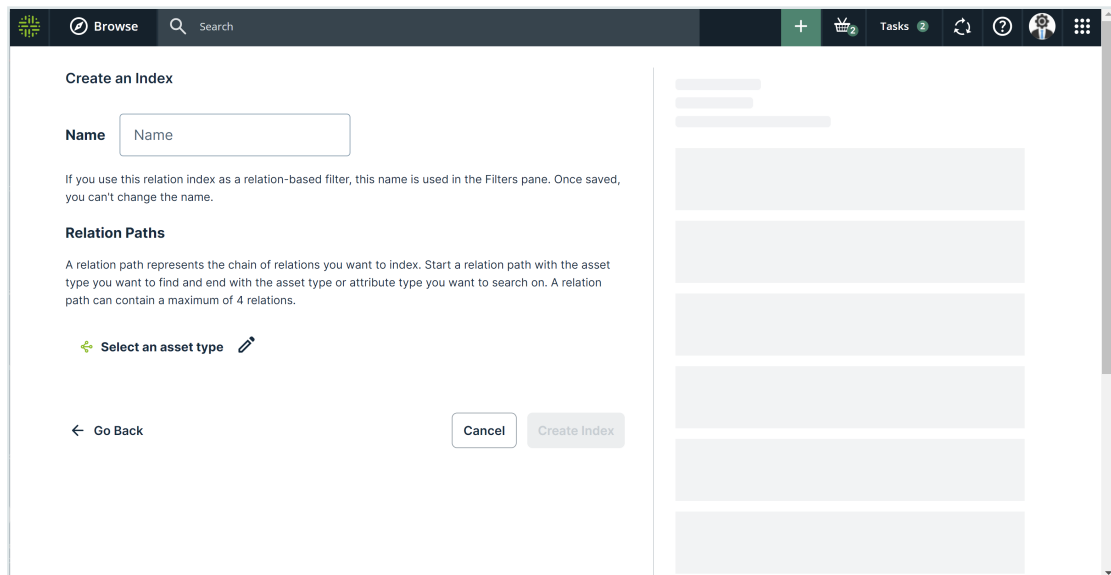 Browse
Search
2
Tasks 2
Create an Index
Name
Name
If you use this relation index as a relation-based filter, this name is used in the Filters pane. Once saved,
you can't change the name.
Relation Paths
A relation path represents the chain of relations you want to index. Start a relation path with the asset
type you want to find and end with the asset type or attribute type you want to search on. A relation
path can contain a maximum of 4 relations.
Select an asset type
Go Back
Cancel
Create Index